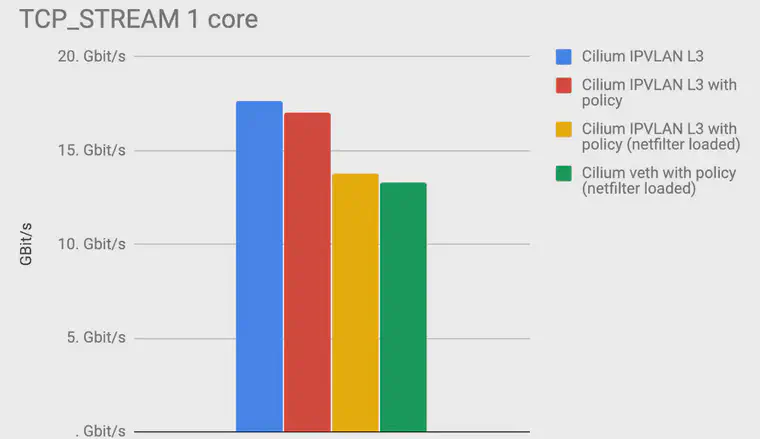 TCP_STREAM 1 core
20. Gbit/s
15. Gbit/s
10. Gbit/s
5. Gbit/s
. Gbit/s
GBit/s
Cilium IPVLAN L3
Cilium IPVLAN L3 with
policy
Cilium IPVLAN L3 with
policy (netfilter loaded)
Cilium veth with policy
(netfilter loaded)